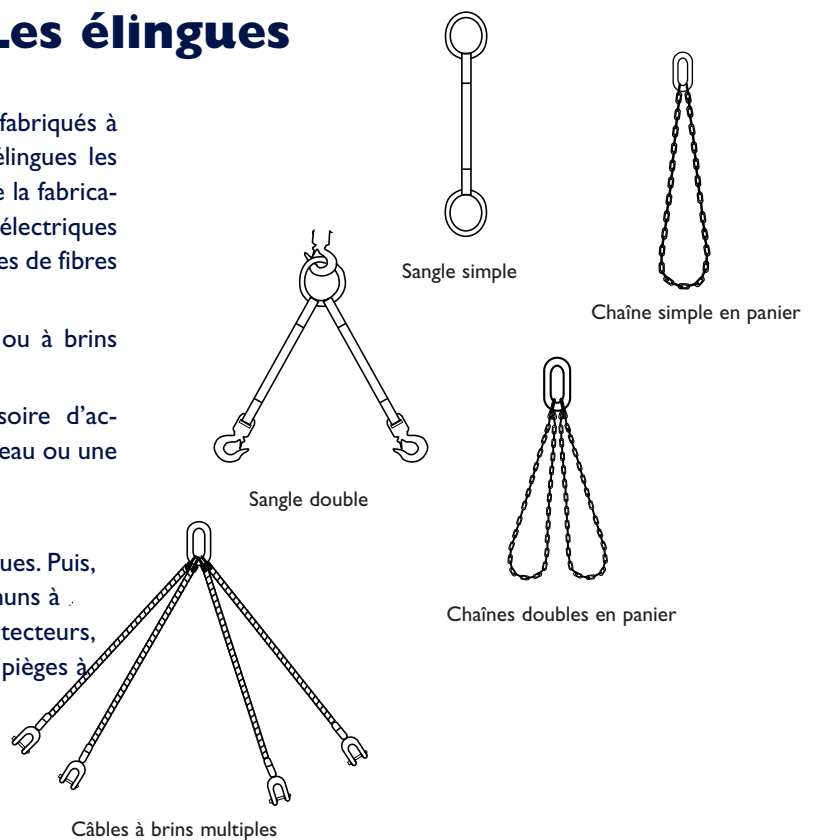 Les élingues
fabriqués à
élingues les
e la fabrica-
électriques
es de fibres
ou à brins
soire d'ac-
eau ou une
ues. Puis,
nuns à
tecteurs,
pièges à
Sangle simple
Chaîne simple en panier
Sangle double
Chaînes doubles en panier
Câbles à brins multiples